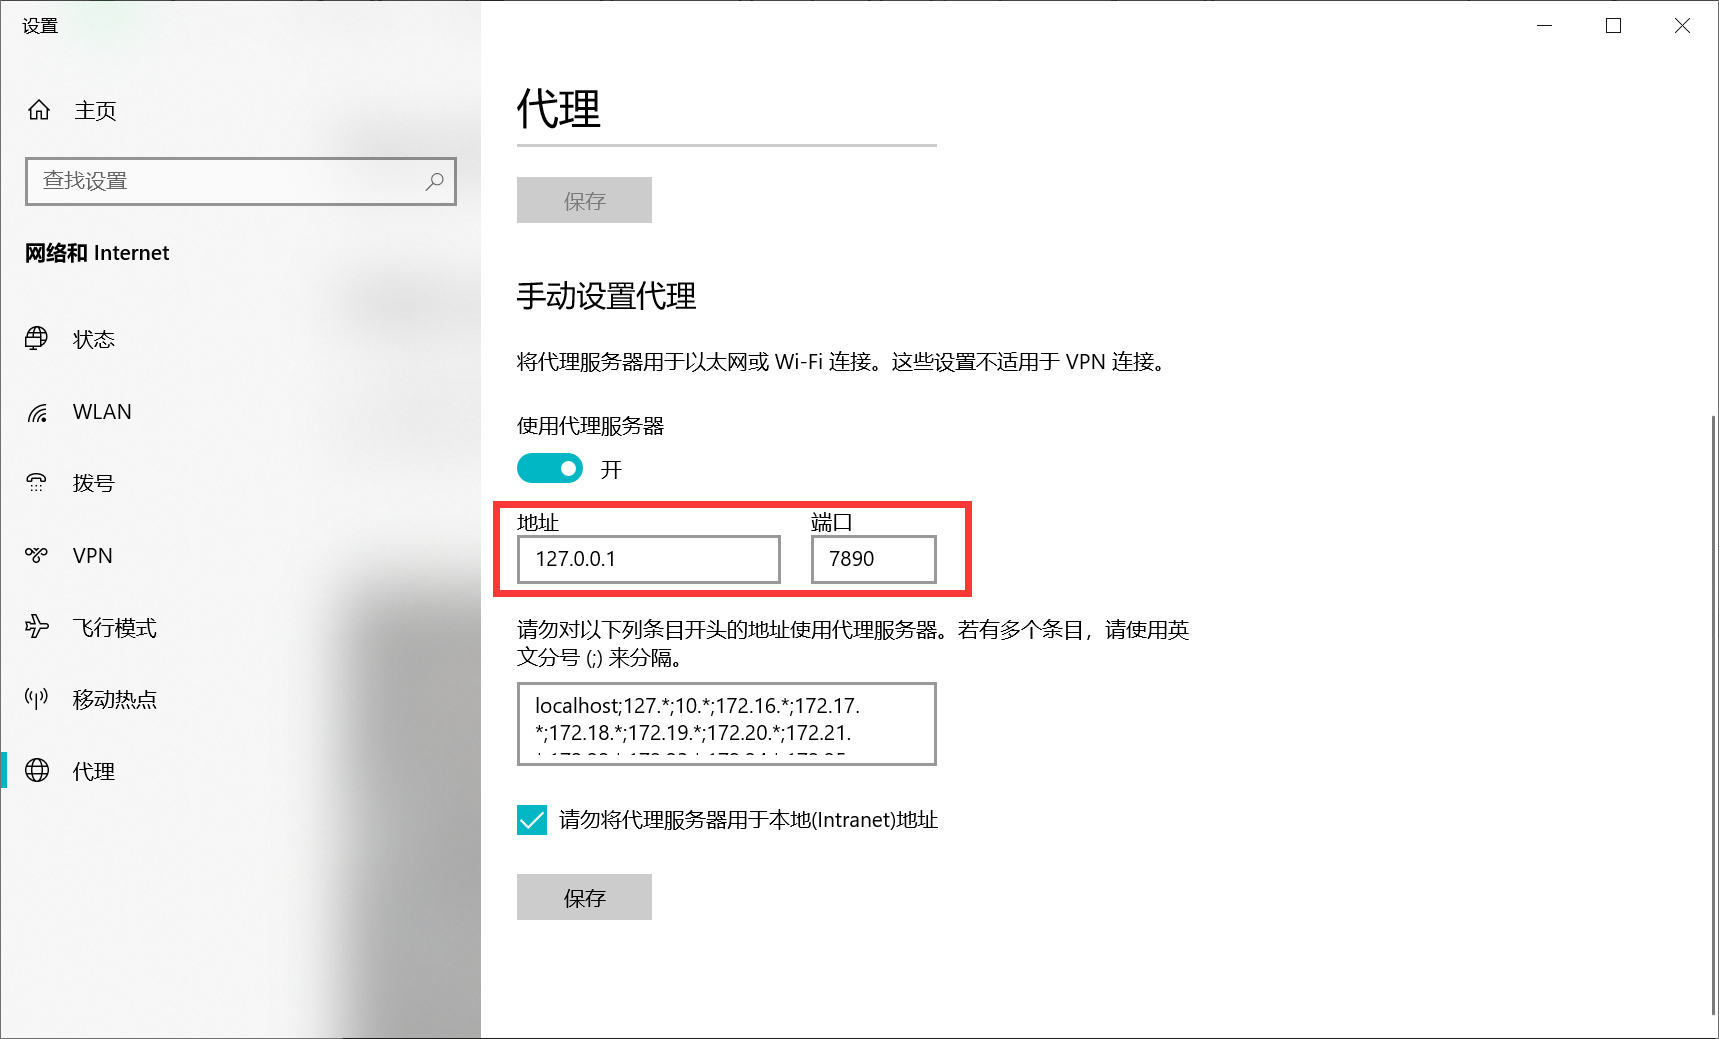 设置
主页
查找设置
网络和 Internet
状态
WLAN
拨号
VPN
飞行模式
移动热点
代理
代理
保存
手动设置代理
将代理服务器用于以太网或 Wi-Fi 连接。这些设置不适用于 VPN 连接。
使用代理服务器
开
地址 端口
127.0.0.1 7890
请勿对以下列条目开头的地址使用代理服务器。若有多个条目，请使用英
文分号 (;) 来分隔。
localhost;127.*;10.*;172.16.*;172.17.
*;172.18.*;172.19.*;172.20.*;172.21.
请勿将代理服务器用于本地(Intranet)地址
保存